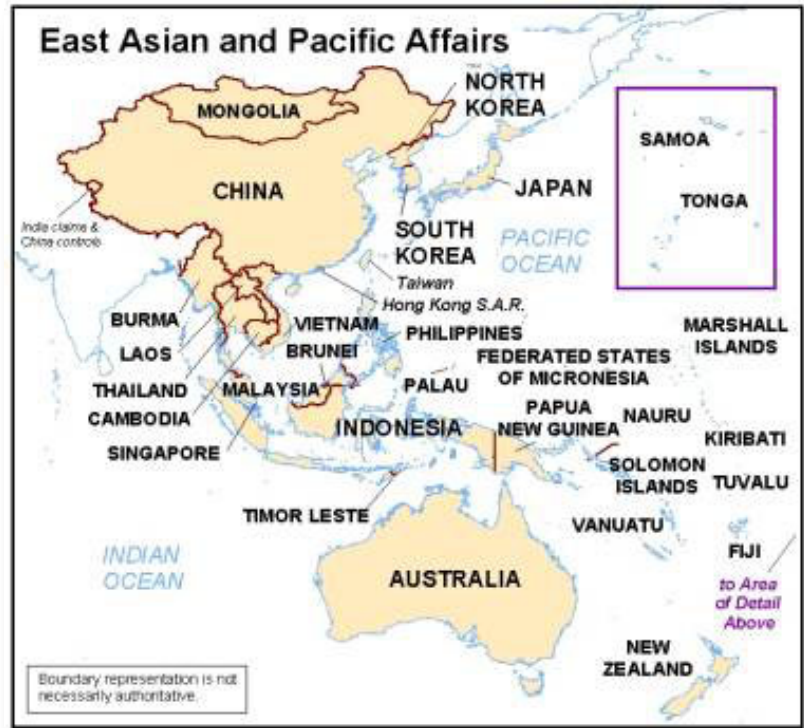 East Asian and Pacific Affairs
NORTH
KOREA
MONGOLIA
SAMOA
CHINA
JAPAN
TONGA
India claims &
China controls
SOUTH
KOREA
PACIFIC
OCEAN
Taiwan
Hong Kong S.A.R.
BURMA
VIETNAM
PHILIPPINES
MARSHALL
ISLANDS
LAOS
BRUNEI
FEDERATED STATES
OF MICRONESIA
THAILAND
MALAYSIA
PALAU
CAMBODIA
PAPUA
NEW GUINEA
NAURU
INDONESIA
KIRIBATI
SINGAPORE
SOLOMON
ISLANDS
TUVALU
TIMOR LESTE
VANUATU
INDIAN
OCEAN
FIJI
AUSTRALIA
to Area
of Detail
Above
NEW
ZEALAND
Boundary representation is not
necessarily authoritative.